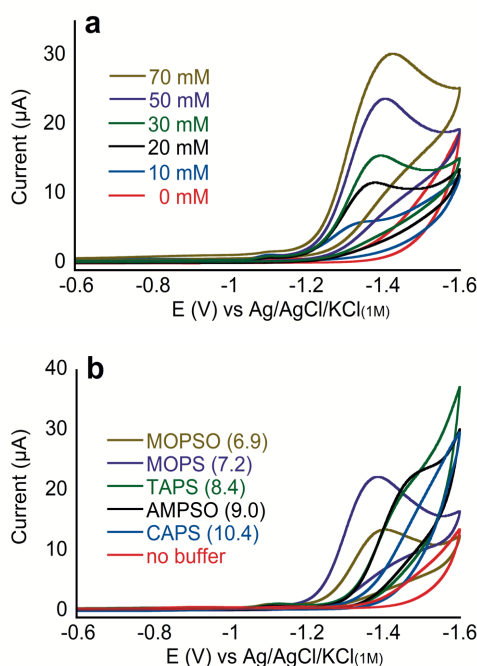 a
30
20
10
0
Current (µA)
70 mM
50 mM
30 mM
20 mM
10 mM
0 mM
-0.6 -0.8 -1 -1.2 -1.4 -1.6
E (V) vs Ag/AgCl/KCl(1M)
b
40
30
20
10
0
Current (µA)
MOPSO (6.9)
MOPS (7.2)
TAPS (8.4)
AMPSO (9.0)
CAPS (10.4)
no buffer
-0.6 -0.8 -1 -1.2 -1.4 -1.6
E (V) vs Ag/AgCl/KCl(1M)